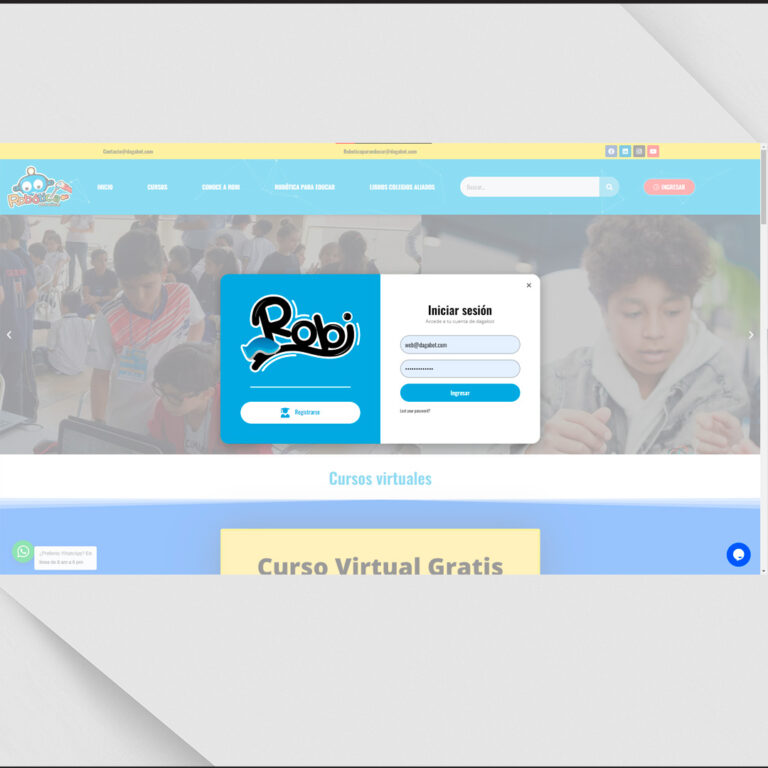 Contacto@dagabot.com
Roboticaparaeducar@dagabot.com
INICIO
CURSOS
CONOCE A ROBI
ROBÓTICA PARA EDUCAR
LIBROS COLEGIOS ALIADOS
Buscar...
INGRESAR
Robi
Registrarse
Iniciar sesión
Accede a tu cuenta de dagabot
web@dagabot.com
Ingresar
Lost your password?
Cursos virtuales
Curso Virtual Gratis
¿Prefieres WhatsApp? En
línea de 8 am a 6 pm